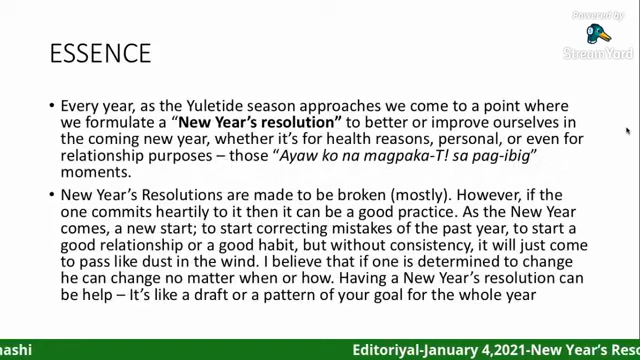 Powered by
StreamYard
ESSENCE
• Every year, as the Yuletide season approaches we come to a point where
we formulate a “New Year’s resolution” to better or improve ourselves in
the coming new year, whether it’s for health reasons, personal, or even for
relationship purposes – those “Ayaw ko na magpaka-T! sa pag-ibig”
moments.
• New Year’s Resolutions are made to be broken (mostly). However, if the
one commits heartily to it then it can be a good practice. As the New Year
comes, a new start; to start correcting mistakes of the past year, to start a
good relationship or a good habit, but without consistency, it will just come
to pass like dust in the wind. I believe that if one is determined to change
he can change no matter when or how. Having a New Year’s resolution can
be help – It’s like a draft or a pattern of your goal for the whole year
nashi Editoriyal-January 4,2021-New Year’s Reso